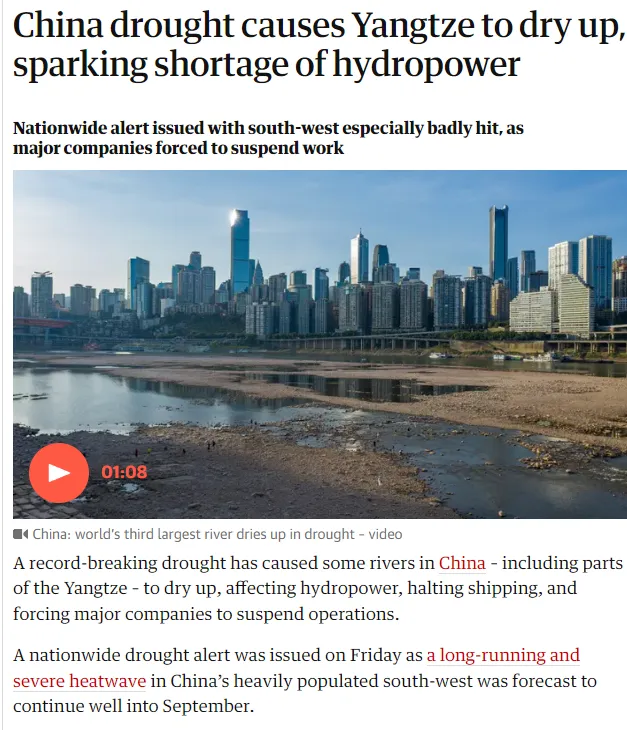 China drought causes Yangtze to dry up,
sparking shortage of hydropower
Nationwide alert issued with south-west especially badly hit, as
major companies forced to suspend work
01:08
China: world's third largest river dries up in drought – video
A record-breaking drought has caused some rivers in China – including parts
of the Yangtze – to dry up, affecting hydropower, halting shipping, and
forcing major companies to suspend operations.
A nationwide drought alert was issued on Friday as a long-running and
severe heatwave in China's heavily populated south-west was forecast to
continue well into September.